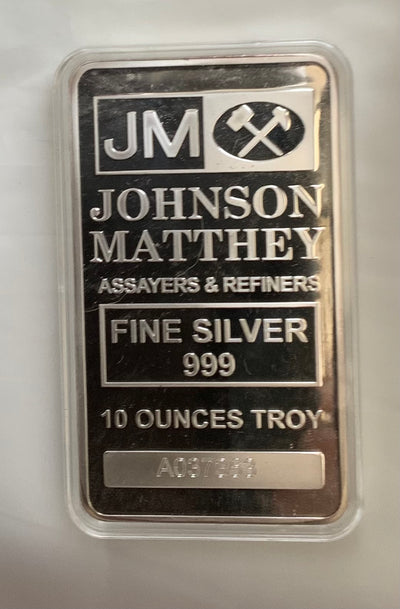 JM
JOHNSON
MATTHEY
ASSAYERS & REFINERS
FINE SILVER
999
10 OUNCES TROY